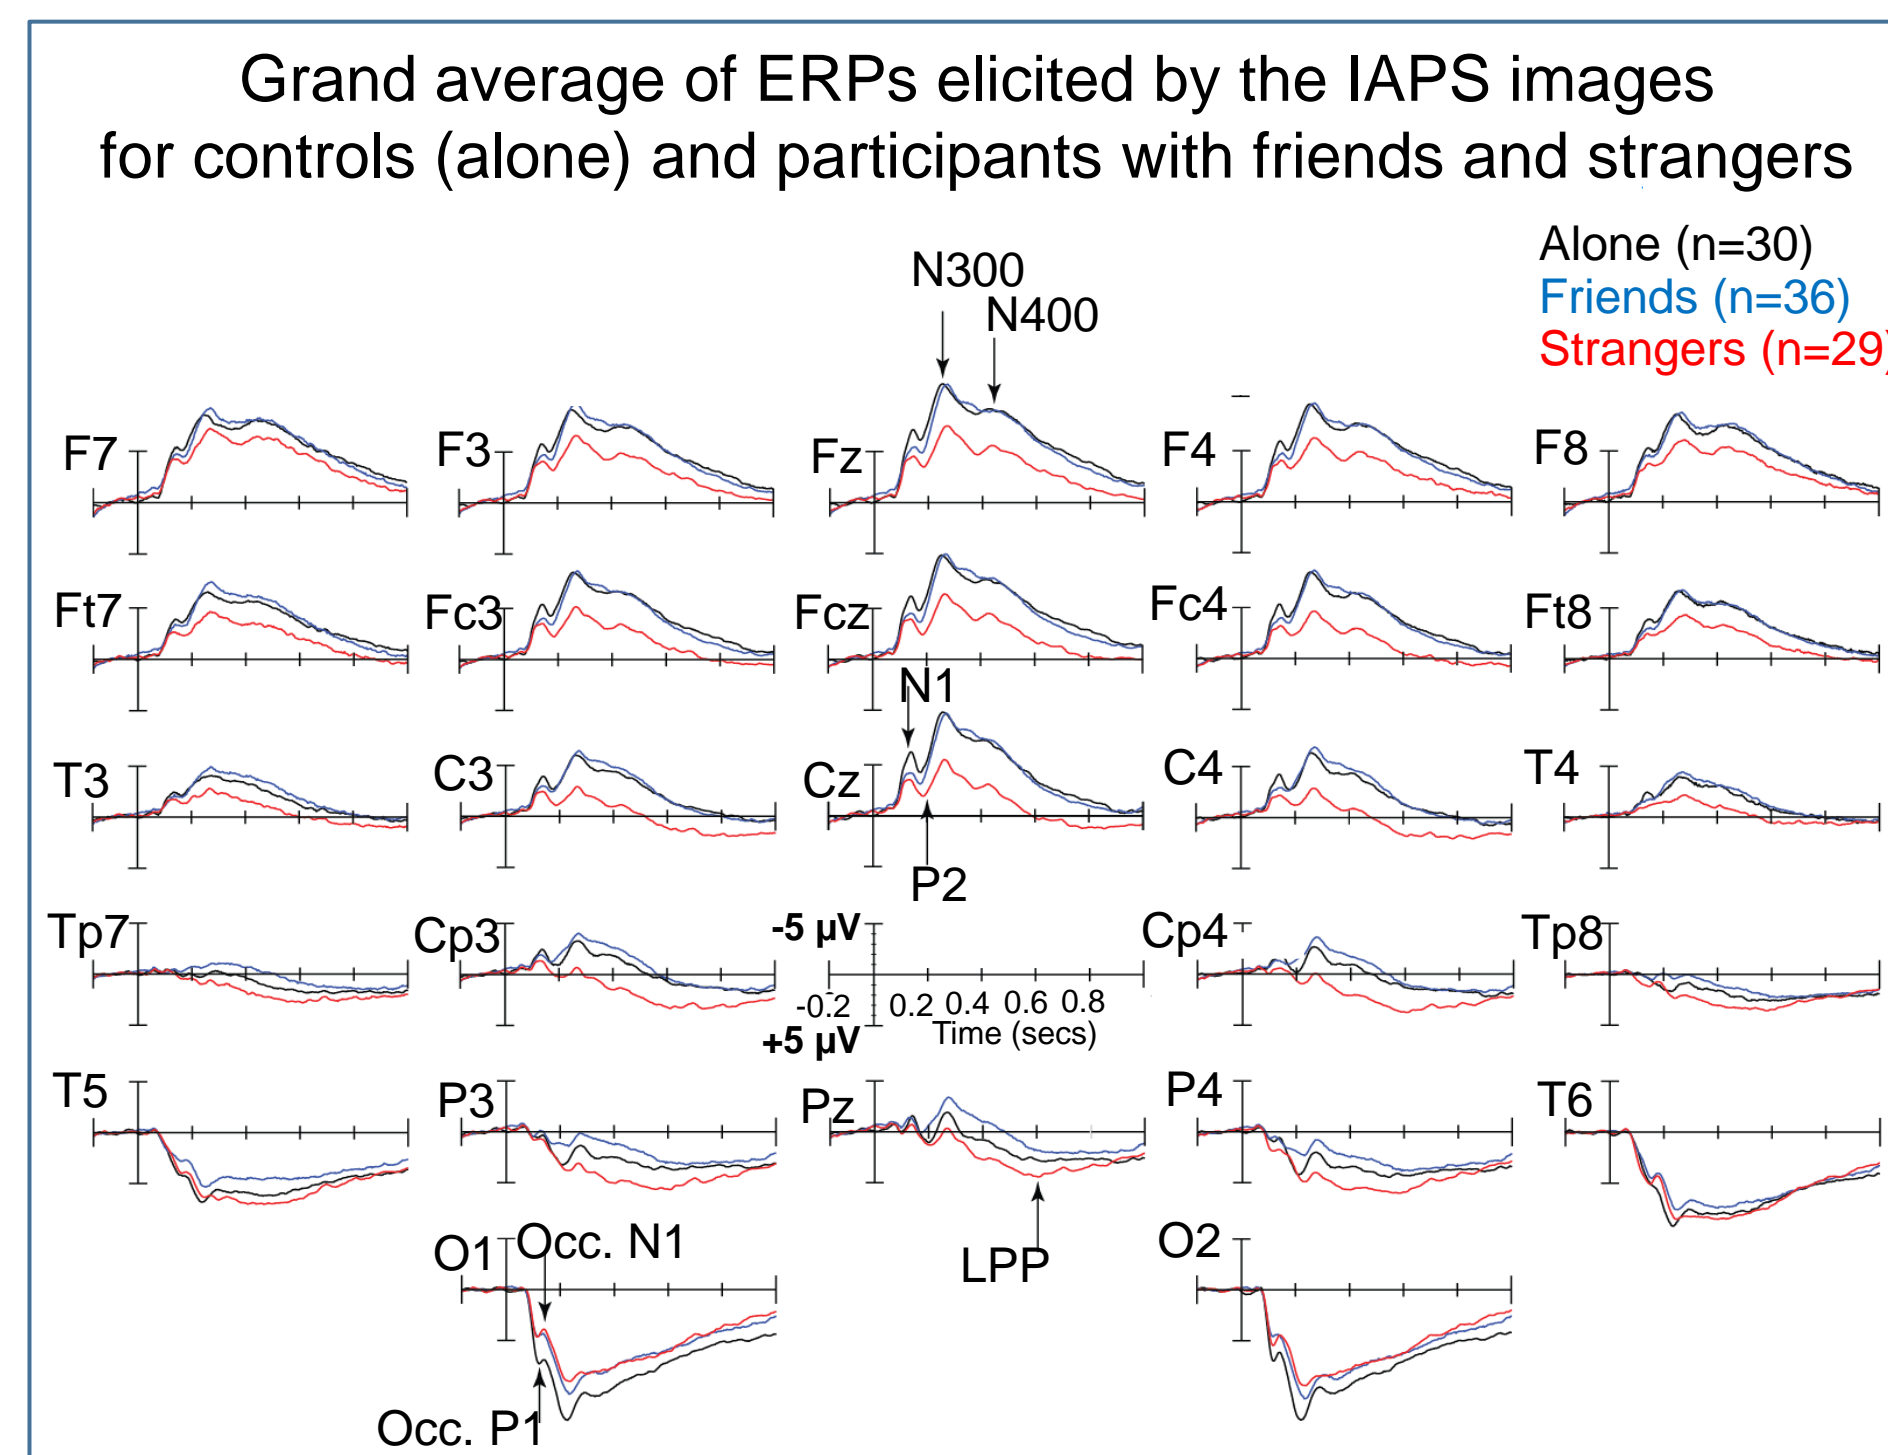 Grand average of ERPs elicited by the IAPS images
for controls (alone) and participants with friends and strangers
Alone (n=30)
Friends (n=36)
Strangers (n=29)
N300
N400
F7 F3 Fz F4 F8
Ft7 Fc3 Fcz Fc4 Ft8
N1
T3 C3 Cz C4 T4
P2
Tp7 Cp3 -5 µV Cp4 Tp8
-0.2 0.2 0.4 0.6 0.8
Time (secs)
+5 µV
T5 P3 Pz P4 T6
O1 Occ. N1 LPP O2
Occ. P1